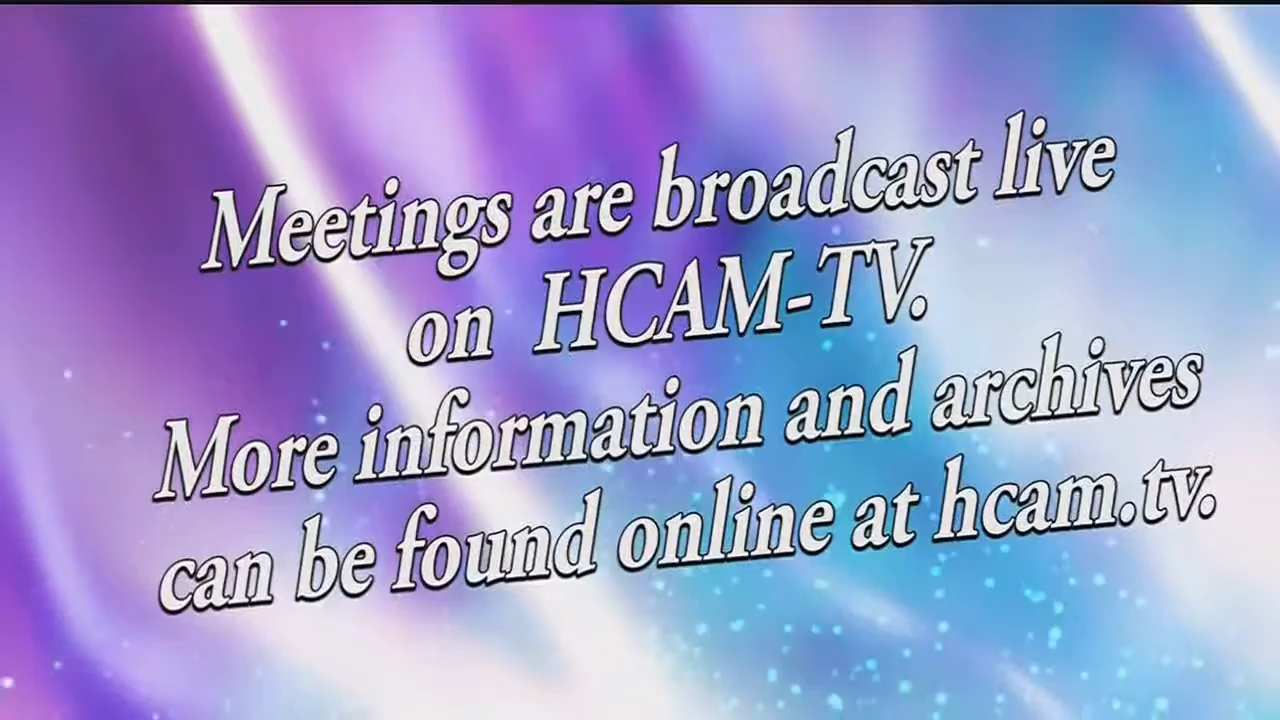 Meetings are broadcast live
on HCAM-TV.
More information and archives
can be found online at hcam.tv.